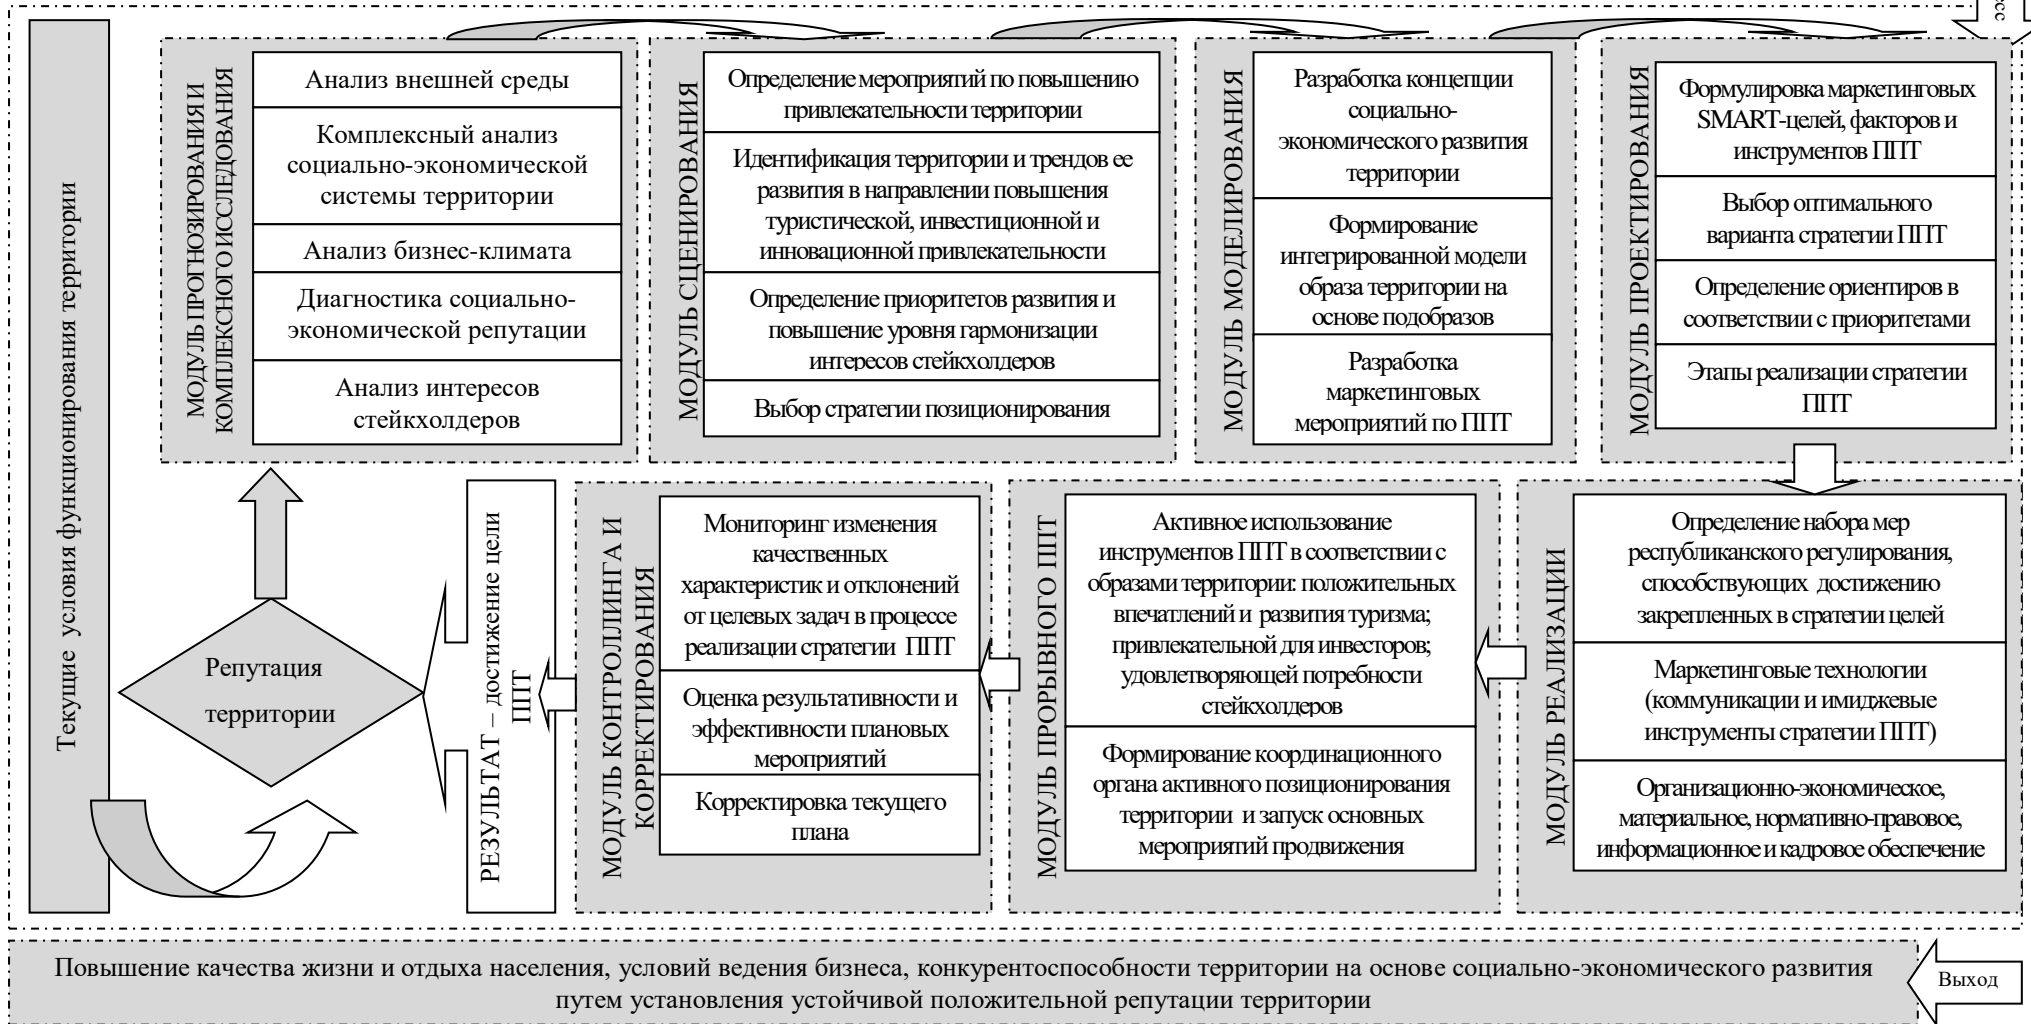 сс
Текущие условия функционирования территории
МОДУЛЬ ПРОГНОЗИРОВАНИЯ И
КОМПЛЕКСНОГО ИССЛЕДОВАНИЯ
Анализ внешней среды
Комплексный анализ
социально-экономической
системы территории
Анализ бизнес-климата
Диагностика социально-
экономической репутации
Анализ интересов
стейкхолдеров
МОДУЛЬ СЦЕНИРОВАНИЯ
Определение мероприятий по повышению
привлекательности территории
Идентификация территории и трендов ее
развития в направлении повышения
туристической, инвестиционной и
инновационной привлекательности
Определение приоритетов развития и
повышение уровня гармонизации
интересов стейкхолдеров
Выбор стратегии позиционирования
МОДУЛЬ МОДЕЛИРОВАНИЯ
Разработка концепции
социально-
экономического развития
территории
Формирование
интегрированной модели
образа территории на
основе подобразов
Разработка
маркетинговых
мероприятий по ППТ
МОДУЛЬ ПРОЕКТИРОВАНИЯ
Формулировка маркетинговых
SMART-целей, факторов и
инструментов ППТ
Выбор оптимального
варианта стратегии ППТ
Определение ориентиров в
соответствии с приоритетами
Этапы реализации стратегии
ППТ
Репутация
территории
РЕЗУЛЬТАТ – достижение цели
ППТ
МОДУЛЬ КОНТРОЛЛИНГА И
КОРРЕКТИРОВАНИЯ
Мониторинг изменения
качественных
характеристик и отклонений
от целевых задач в процессе
реализации стратегии ППТ
Оценка результативности и
эффективности плановых
мероприятий
Корректировка текущего
плана
МОДУЛЬ ПРОРЫВНОГО ППТ
Активное использование
инструментов ППТ в соответствии с
образами территории: положительных
впечатлений и развития туризма;
привлекательной для инвесторов;
удовлетворяющей потребности
стейкхолдеров
Формирование координационного
органа активного позиционирования
территории и запуск основных
мероприятий продвижения
МОДУЛЬ РЕАЛИЗАЦИИ
Определение набора мер
республиканского регулирования,
способствующих достижению
закрепленных в стратегии целей
Маркетинговые технологии
(коммуникации и имиджевые
инструменты стратегии ППТ)
Организационно-экономическое,
материальное, нормативно-правовое,
информационное и кадровое обеспечение
Повышение качества жизни и отдыха населения, условий ведения бизнеса, конкурентоспособности территории на основе социально-экономического развития
путем установления устойчивой положительной репутации территории
Выход